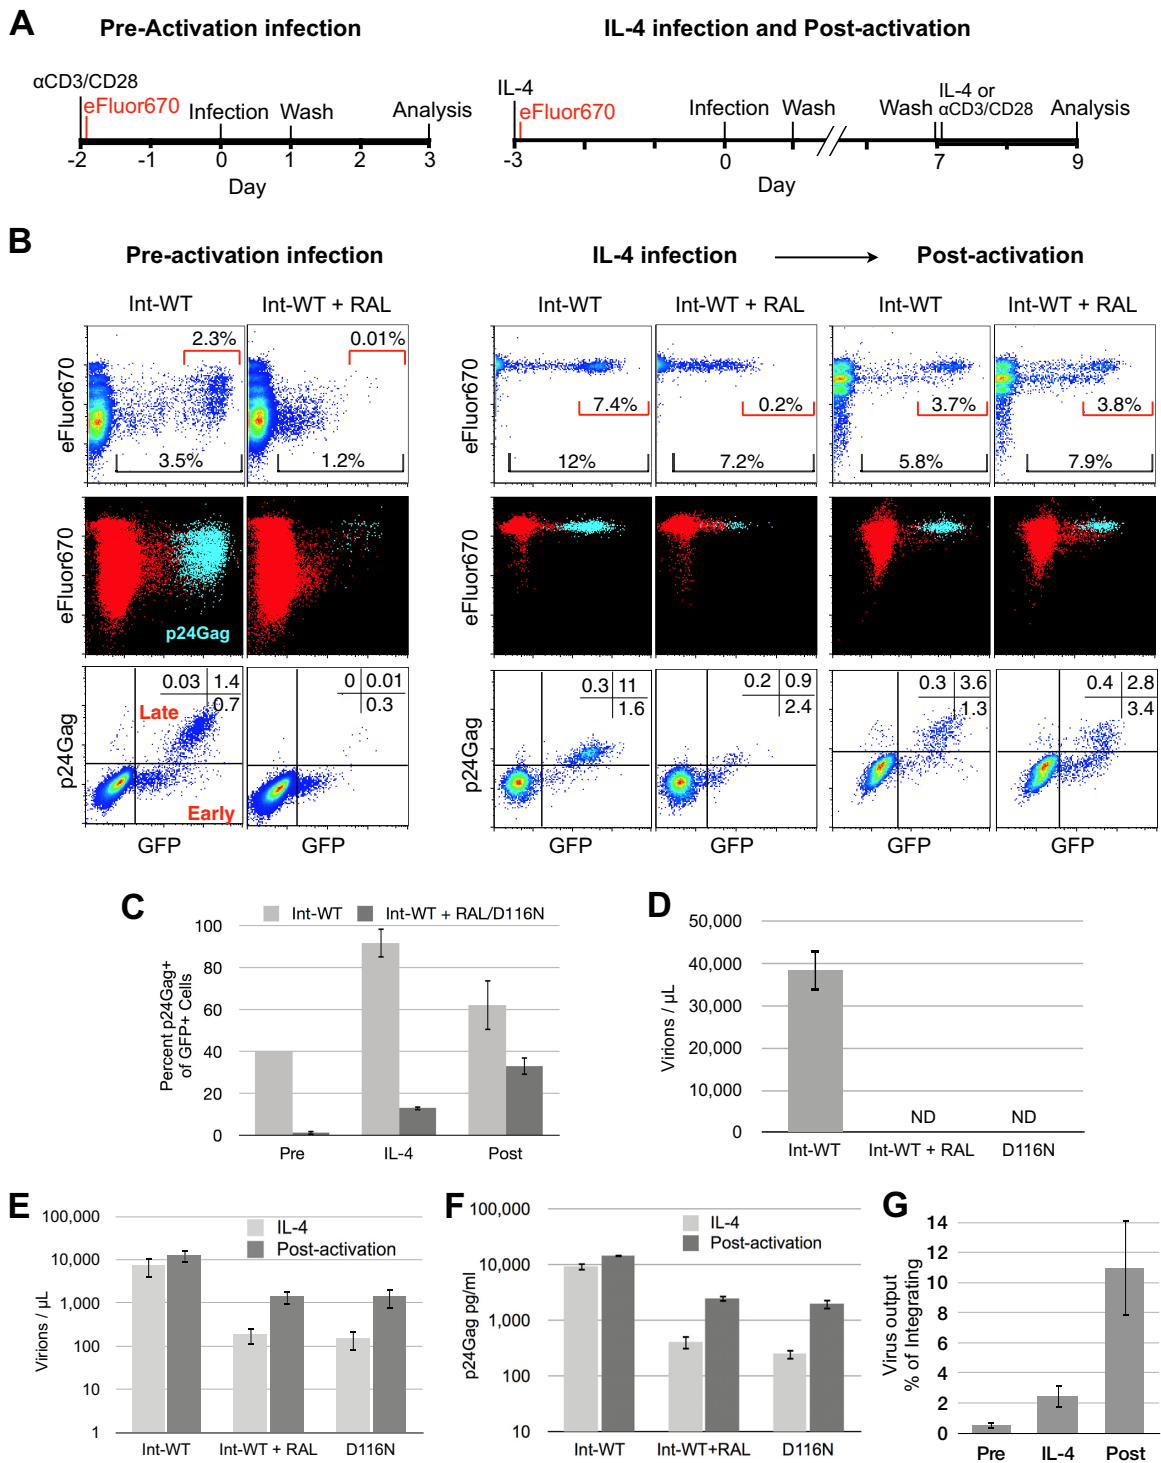 A
Pre-Activation infection
IL-4 infection and Post-activation
αCD3/CD28
eFluor670
Infection
Wash
Analysis
-2 -1 0 1 2 3
Day
IL-4
eFluor670
Infection
Wash
Wash
IL-4 or
αCD3/CD28
Analysis
-3 0 7 9
Day
B
Pre-activation infection
IL-4 infection
Post-activation
Int-WT
Int-WT + RAL
Int-WT
Int-WT + RAL
Int-WT
Int-WT + RAL
eFluor670
2.3%
3.5%
0.01%
1.2%
eFluor670
7.4%
12%
0.2%
7.2%
eFluor670
3.7%
5.8%
3.8%
7.9%
eFluor670
p24Gag
eFluor670
eFluor670
p24Gag
0.03 1.4
0.7
Late
Early
0 0.01
0.3
p24Gag
0.3 11
1.6
0.2 0.9
2.4
p24Gag
0.3 3.6
1.3
0.4 2.8
3.4
GFP
GFP
GFP
GFP
GFP
GFP
C
Int-WT
Int-WT + RAL/D116N
Percent p24Gag+
of GFP+ Cells
100
80
60
40
20
0
Pre
IL-4
Post
D
Virions / µL
50,000
40,000
30,000
20,000
10,000
0
ND
ND
Int-WT
Int-WT + RAL
D116N
E
Virions / µL
100,000
10,000
1,000
100
10
1
IL-4
Post-activation
Int-WT
Int-WT + RAL
D116N
F
p24Gag pg/ml
100,000
10,000
1,000
100
10
IL-4
Post-activation
Int-WT
Int-WT+RAL
D116N
G
Virus output
% of Integrating
14
12
10
8
6
4
2
0
Pre
IL-4
Post